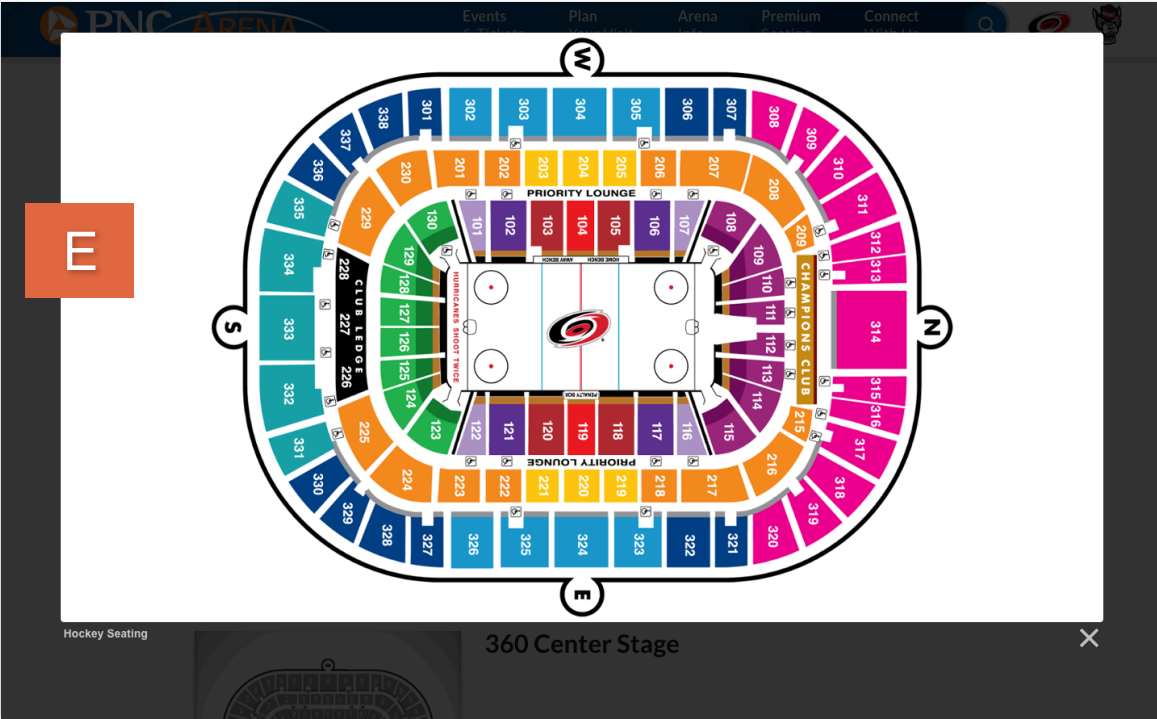 PNC ARENA
Events
& Tickets
Plan
Your Visit
Arena
Info
Premium
Seating
Connect
With Us
W
338 301 302 303 304 305 306 307 308
337 309
336 310
230 201 202 203 204 205 206 207 208
335 311
229 209
PRIORITY LOUNGE
130 101 102 103 104 105 106 107 108
E
334 312
313
228 129 109
128 110
AWAY BENCH HOME BENCH
CLUB LEDGE
HURRICANES SHOOT TWICE
CHAMPIONS CLUB
S 333 227 127 111 314 N
126 112
226 125 113
332 315
316
124 114
PENALTY BOX
123 122 121 120 119 118 117 116 115
225 215
PRIORITY LOUNGE
331 317
224 223 222 221 220 219 218 217 216
330 318
329 319
328 327 326 325 324 323 322 321 320
E
Hockey Seating
360 Center Stage